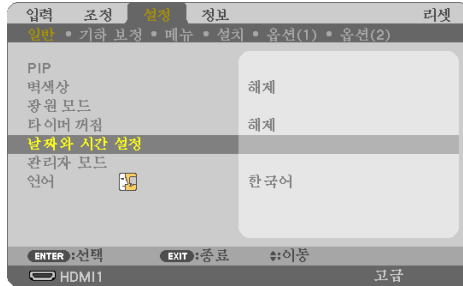 입력 조정 설정 정보 리셋
일반 • 기하 보정 • 메뉴 • 설치 • 옵션(1) • 옵션(2)
PIP
벽색상 해제
광원 모드
타이머 꺼짐 해제
날짜와 시간 설정
관리자 모드
언어 한국어
ENTER :선택 EXIT :종료 :이동
HDMI1 고급